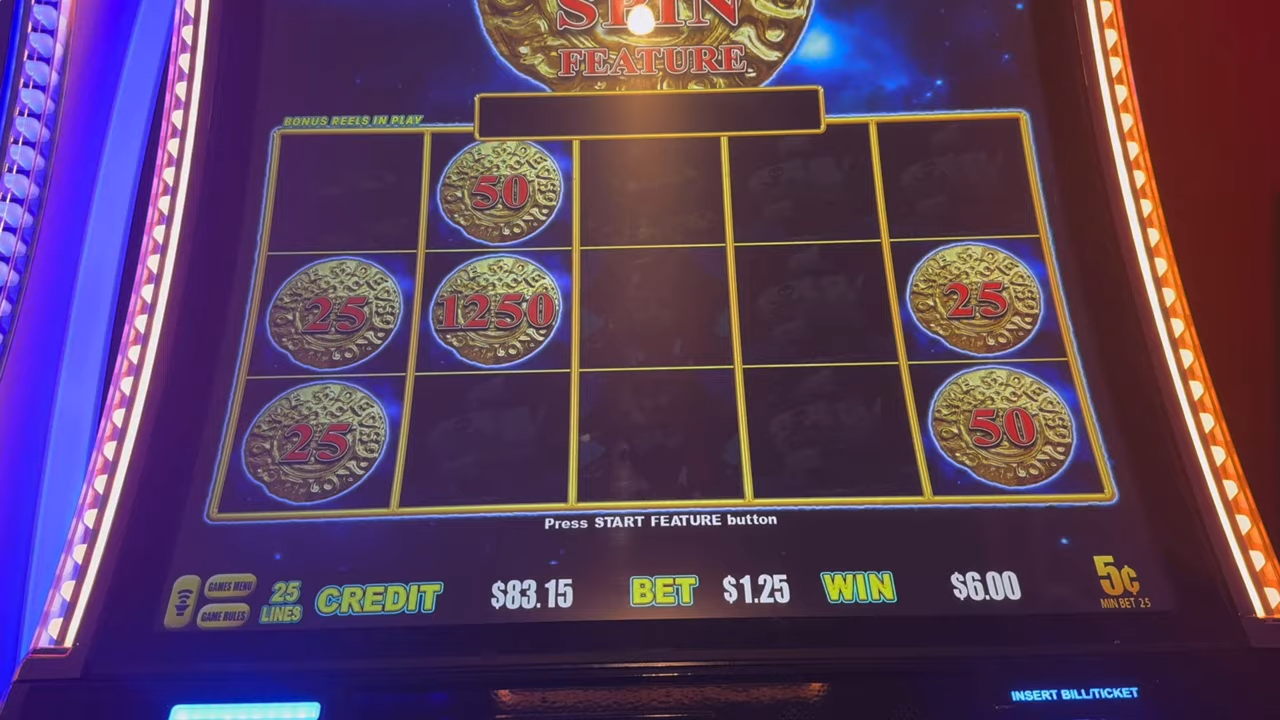 SPIN
FEATURE
BONUS REELS IN PLAY
50
25
1250
25
25
50
Press START FEATURE button
GAMES MENU
GAME RULES
25
LINES
CREDIT $83.15 BET $1.25 WIN $6.00
5¢
MIN BET 25
INSERT BILL/TICKET